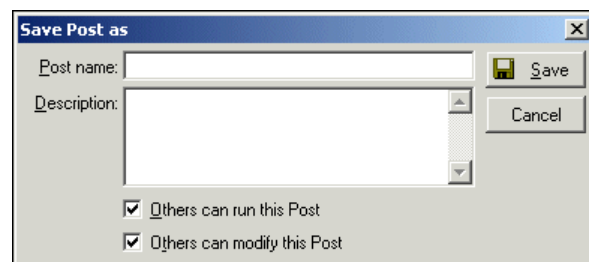 Save Post as
Post name:
Save
Description:
Cancel
Others can run this Post
Others can modify this Post